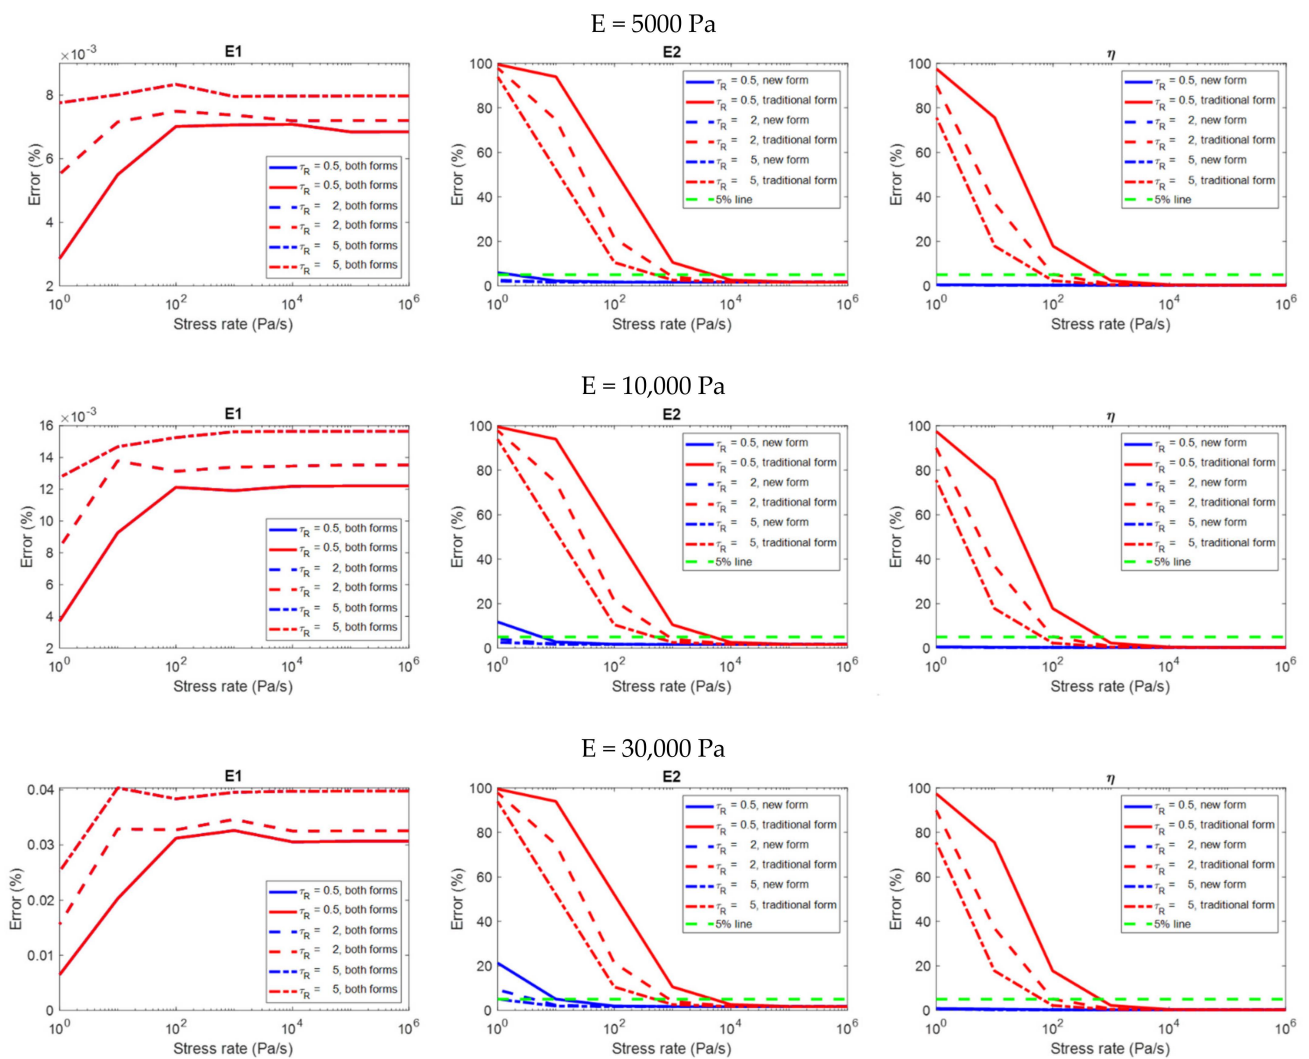 E = 5000 Pa
E1
×10⁻³
8
6
4
2
Error (%)
10⁰ 10² 10⁴ 10⁶
Stress rate (Pa/s)
τR = 0.5, both forms
τR = 0.5, both forms
τR = 2, both forms
τR = 2, both forms
τR = 5, both forms
τR = 5, both forms
E2
100
80
60
40
20
0
Error (%)
10⁰ 10² 10⁴ 10⁶
Stress rate (Pa/s)
τR = 0.5, new form
τR = 0.5, traditional form
τR = 2, new form
τR = 2, traditional form
τR = 5, new form
τR = 5, traditional form
5% line
η
100
80
60
40
20
0
Error (%)
10⁰ 10² 10⁴ 10⁶
Stress rate (Pa/s)
τR = 0.5, new form
τR = 0.5, traditional form
τR = 2, new form
τR = 2, traditional form
τR = 5, new form
τR = 5, traditional form
5% line
E = 10,000 Pa
E1
×10⁻³
16
14
12
10
8
6
4
2
Error (%)
10⁰ 10² 10⁴ 10⁶
Stress rate (Pa/s)
τR = 0.5, both forms
τR = 0.5, both forms
τR = 2, both forms
τR = 2, both forms
τR = 5, both forms
τR = 5, both forms
E2
100
80
60
40
20
0
Error (%)
10⁰ 10² 10⁴ 10⁶
Stress rate (Pa/s)
τR = 0.5, new form
τR = 0.5, traditional form
τR = 2, new form
τR = 2, traditional form
τR = 5, new form
τR = 5, traditional form
5% line
η
100
80
60
40
20
0
Error (%)
10⁰ 10² 10⁴ 10⁶
Stress rate (Pa/s)
τR = 0.5, new form
τR = 0.5, traditional form
τR = 2, new form
τR = 2, traditional form
τR = 5, new form
τR = 5, traditional form
5% line
E = 30,000 Pa
E1
0.04
0.03
0.02
0.01
0
Error (%)
10⁰ 10² 10⁴ 10⁶
Stress rate (Pa/s)
τR = 0.5, both forms
τR = 0.5, both forms
τR = 2, both forms
τR = 2, both forms
τR = 5, both forms
τR = 5, both forms
E2
100
80
60
40
20
0
Error (%)
10⁰ 10² 10⁴ 10⁶
Stress rate (Pa/s)
τR = 0.5, new form
τR = 0.5, traditional form
τR = 2, new form
τR = 2, traditional form
τR = 5, new form
τR = 5, traditional form
5% line
η
100
80
60
40
20
0
Error (%)
10⁰ 10² 10⁴ 10⁶
Stress rate (Pa/s)
τR = 0.5, new form
τR = 0.5, traditional form
τR = 2, new form
τR = 2, traditional form
τR = 5, new form
τR = 5, traditional form
5% line